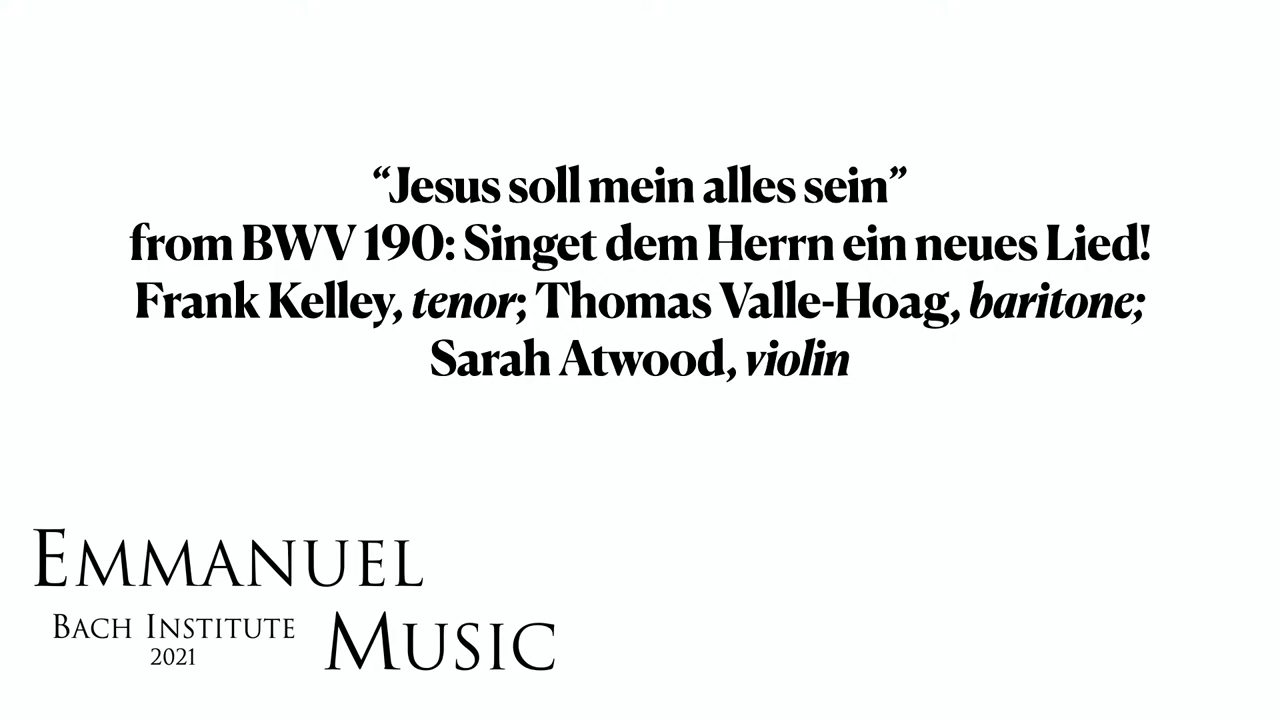 “Jesus soll mein alles sein”
from BWV 190: Singet dem Herrn ein neues Lied!
Frank Kelley, tenor; Thomas Valle-Hoag, baritone;
Sarah Atwood, violin
EMMANUEL
BACH INSTITUTE
2021
MUSIC